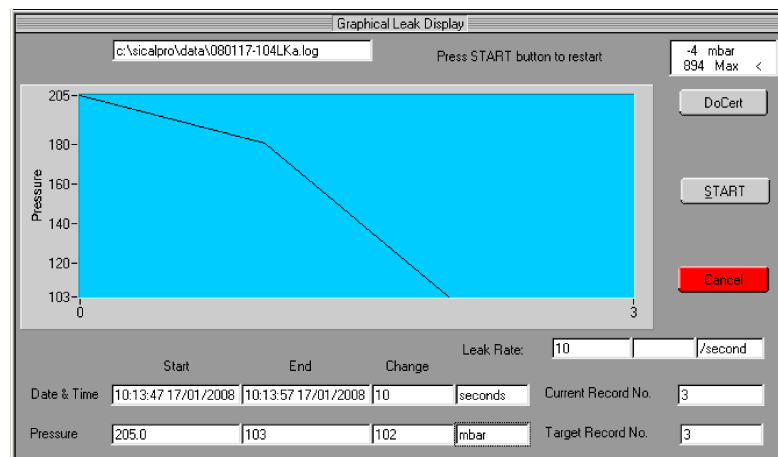 Graphical Leak Display
c:\sicalpro\data\080117-104LKa.log
Press START button to restart
-4 mbar
894 Max <
DoCert
START
Cancel
Pressure
205
180
160
140
120
103
0 3
Leak Rate: 10 /second
Start End Change
Date & Time 10:13:47 17/01/2008 10:13:57 17/01/2008 10 seconds Current Record No. 3
Pressure 205.0 103 102 mbar Target Record No. 3